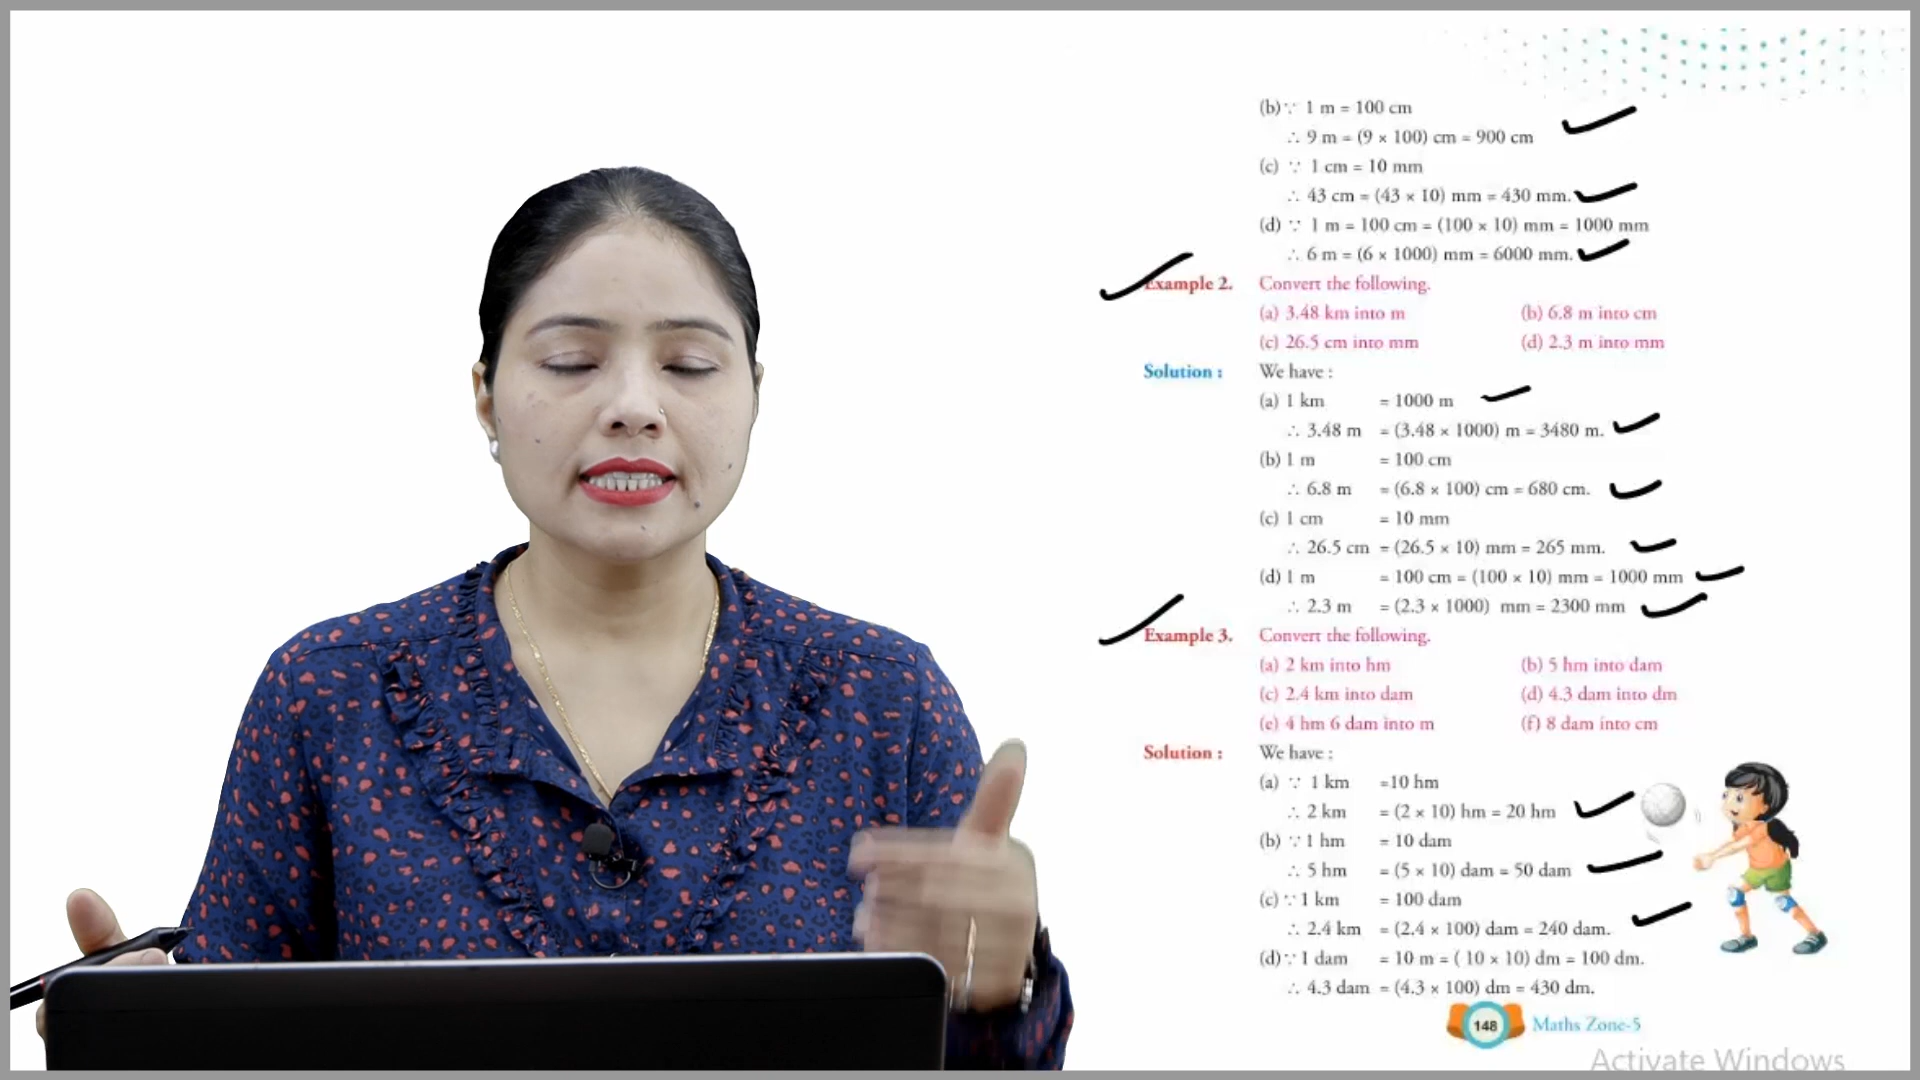 (b) ∵ 1 m = 100 cm
∴ 9 m = (9 × 100) cm = 900 cm
(c) ∵ 1 cm = 10 mm
∴ 43 cm = (43 × 10) mm = 430 mm.
(d) ∵ 1 m = 100 cm = (100 × 10) mm = 1000 mm
∴ 6 m = (6 × 1000) mm = 6000 mm.
Example 2. Convert the following.
(a) 3.48 km into m (b) 6.8 m into cm
(c) 26.5 cm into mm (d) 2.3 m into mm
Solution : We have :
(a) 1 km = 1000 m
∴ 3.48 m = (3.48 × 1000) m = 3480 m.
(b) 1 m = 100 cm
∴ 6.8 m = (6.8 × 100) cm = 680 cm.
(c) 1 cm = 10 mm
∴ 26.5 cm = (26.5 × 10) mm = 265 mm.
(d) 1 m = 100 cm = (100 × 10) mm = 1000 mm
∴ 2.3 m = (2.3 × 1000) mm = 2300 mm
Example 3. Convert the following.
(a) 2 km into hm (b) 5 hm into dam
(c) 2.4 km into dam (d) 4.3 dam into dm
(e) 4 hm 6 dam into m (f) 8 dam into cm
Solution : We have :
(a) ∵ 1 km =10 hm
∴ 2 km = (2 × 10) hm = 20 hm
(b) ∵ 1 hm = 10 dam
∴ 5 hm = (5 × 10) dam = 50 dam
(c) ∵ 1 km = 100 dam
∴ 2.4 km = (2.4 × 100) dam = 240 dam.
(d) ∵ 1 dam = 10 m = ( 10 × 10) dm = 100 dm.
∴ 4.3 dam = (4.3 × 100) dm = 430 dm.
148 Maths Zone-5
Activate Windows